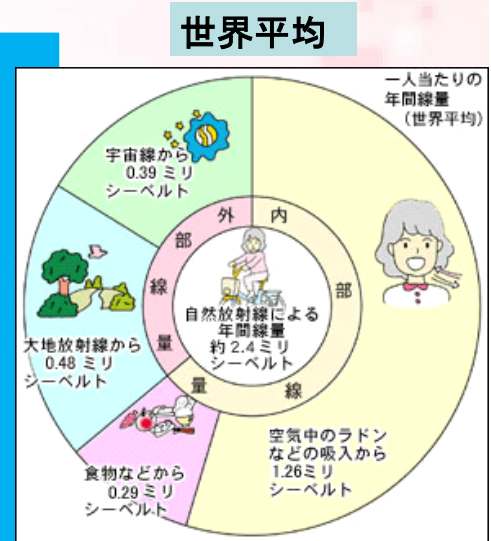 世界平均
一人当たりの
年間線量
（世界平均）
宇宙線から
0.39 ミリ
シーベルト
外部線量
内部線量
自然放射線による
年間線量
約2.4ミリ
シーベルト
大地放射線から
0.48 ミリ
シーベルト
食物などから
0.29 ミリ
シーベルト
空気中のラドン
などの吸入から
1.26ミリ
シーベルト